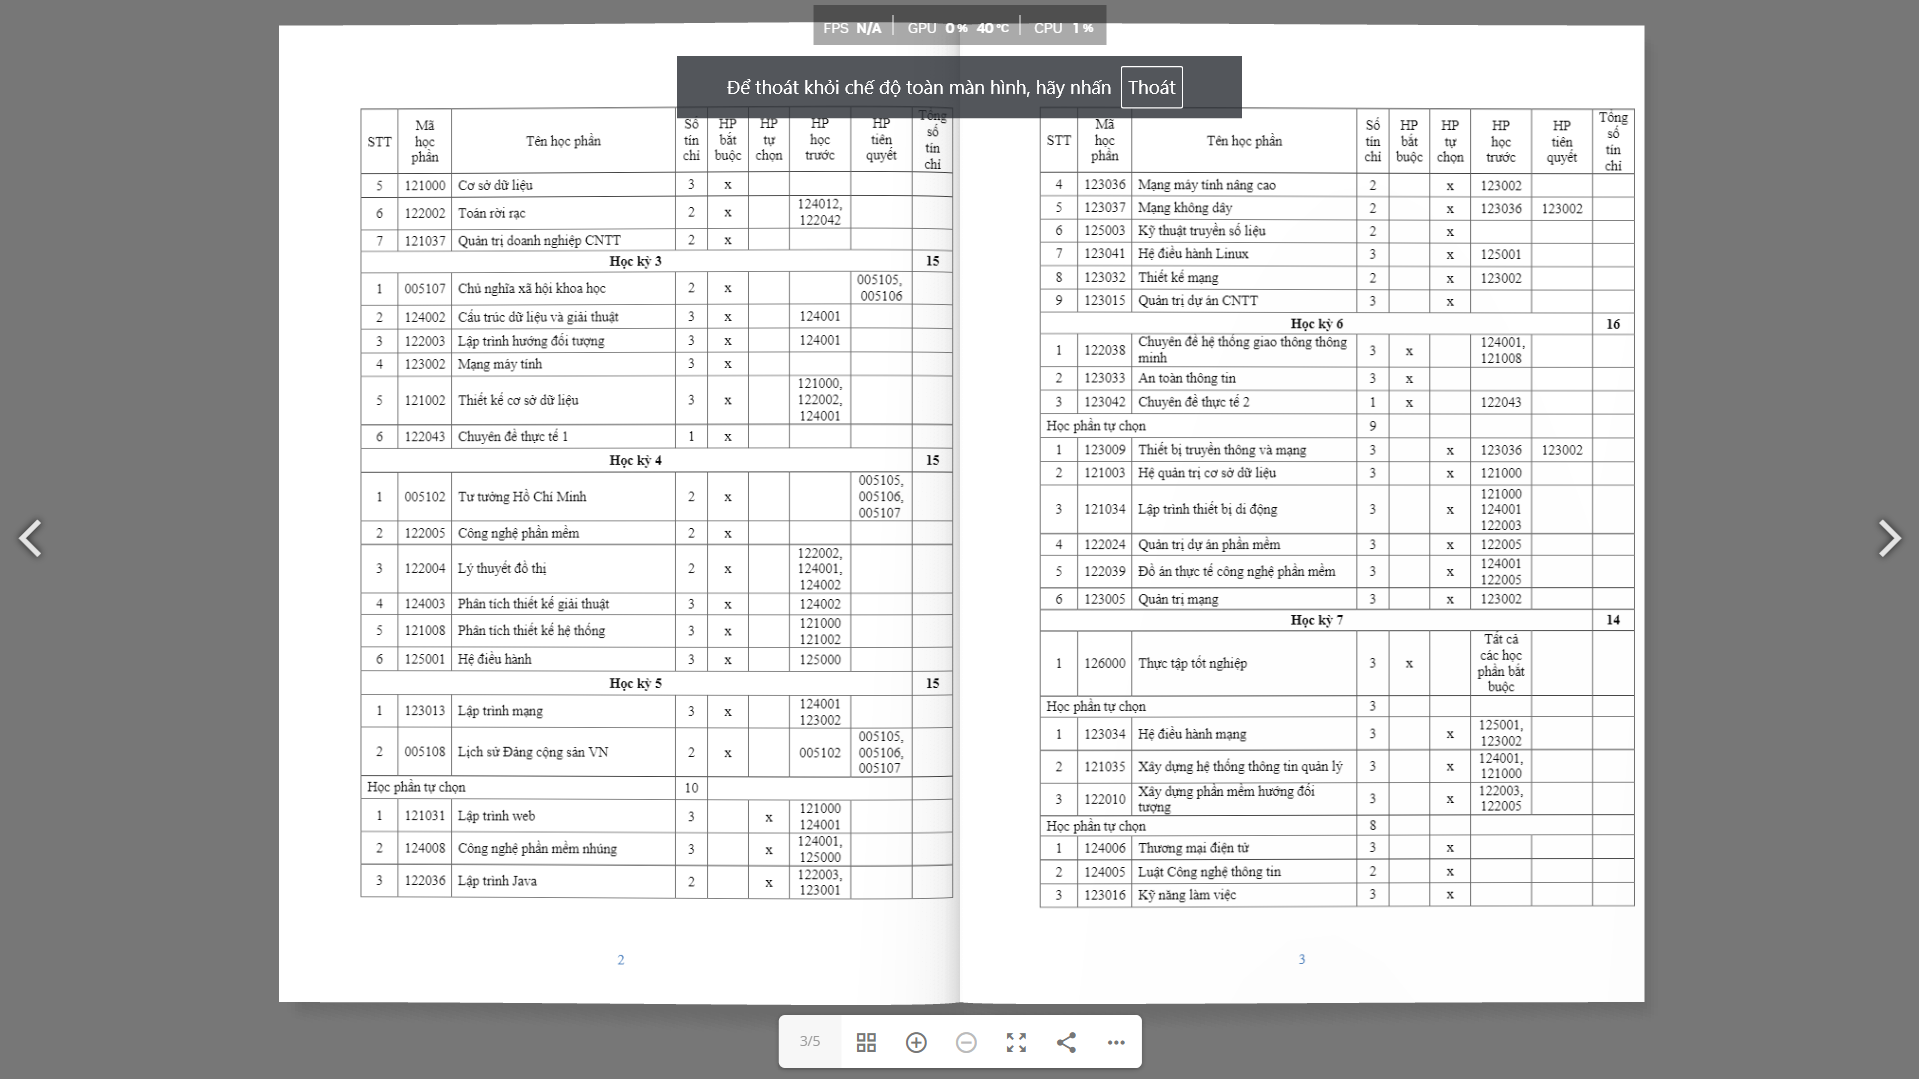 FPS N/A | GPU 0 % 40 °C | CPU 1 %
Để thoát khỏi chế độ toàn màn hình, hãy nhấn Thoát
STT Mã học phần Tên học phần Số tín chỉ HP bắt buộc HP tự chọn HP học trước HP tiên quyết Tổng số tín chỉ
5 121000 Cơ sở dữ liệu 3 x
6 122002 Toán rời rạc 2 x 124012, 122042
7 121037 Quản trị doanh nghiệp CNTT 2 x
Học kỳ 3 15
1 005107 Chủ nghĩa xã hội khoa học 2 x 005105, 005106
2 124002 Cấu trúc dữ liệu và giải thuật 3 x 124001
3 122003 Lập trình hướng đối tượng 3 x 124001
4 123002 Mạng máy tính 3 x
5 121002 Thiết kế cơ sở dữ liệu 3 x 121000, 122002, 124001
6 122043 Chuyên đề thực tế 1 1 x
Học kỳ 4 15
1 005102 Tư tưởng Hồ Chí Minh 2 x 005105, 005106, 005107
2 122005 Công nghệ phần mềm 2 x
3 122004 Lý thuyết đồ thị 2 x 122002, 124001, 124002
4 124003 Phân tích thiết kế giải thuật 3 x 124002
5 121008 Phân tích thiết kế hệ thống 3 x 121000 121002
6 125001 Hệ điều hành 3 x 125000
Học kỳ 5 15
1 123013 Lập trình mạng 3 x 124001 123002
2 005108 Lịch sử Đảng cộng sản VN 2 x 005102 005105, 005106, 005107
Học phần tự chọn 10
1 121031 Lập trình web 3 x 121000 124001
2 124008 Công nghệ phần mềm nhúng 3 x 124001, 125000
3 122036 Lập trình Java 2 x 122003, 123001
2
STT Mã học phần Tên học phần Số tín chỉ HP bắt buộc HP tự chọn HP học trước HP tiên quyết Tổng số tín chỉ
4 123036 Mạng máy tính nâng cao 2 x 123002
5 123037 Mạng không dây 2 x 123036 123002
6 125003 Kỹ thuật truyền số liệu 2 x
7 123041 Hệ điều hành Linux 3 x 125001
8 123032 Thiết kế mạng 2 x 123002
9 123015 Quản trị dự án CNTT 3 x
Học kỳ 6 16
1 122038 Chuyên đề hệ thống giao thông thông minh 3 x 124001, 121008
2 123033 An toàn thông tin 3 x
3 123042 Chuyên đề thực tế 2 1 x 122043
Học phần tự chọn 9
1 123009 Thiết bị truyền thông và mạng 3 x 123036 123002
2 121003 Hệ quản trị cơ sở dữ liệu 3 x 121000
3 121034 Lập trình thiết bị di động 3 x 121000 124001 122003
4 122024 Quản trị dự án phần mềm 3 x 122005
5 122039 Đồ án thực tế công nghệ phần mềm 3 x 124001 122005
6 123005 Quản trị mạng 3 x 123002
Học kỳ 7 14
1 126000 Thực tập tốt nghiệp 3 x Tất cả các học phần bắt buộc
Học phần tự chọn 3
1 123034 Hệ điều hành mạng 3 x 125001, 123002
2 121035 Xây dựng hệ thống thông tin quản lý 3 x 124001, 121000
3 122010 Xây dựng phần mềm hướng đối tượng 3 x 122003, 122005
Học phần tự chọn 8
1 124006 Thương mại điện tử 3 x
2 124005 Luật Công nghệ thông tin 2 x
3 123016 Kỹ năng làm việc 3 x
3
3/5